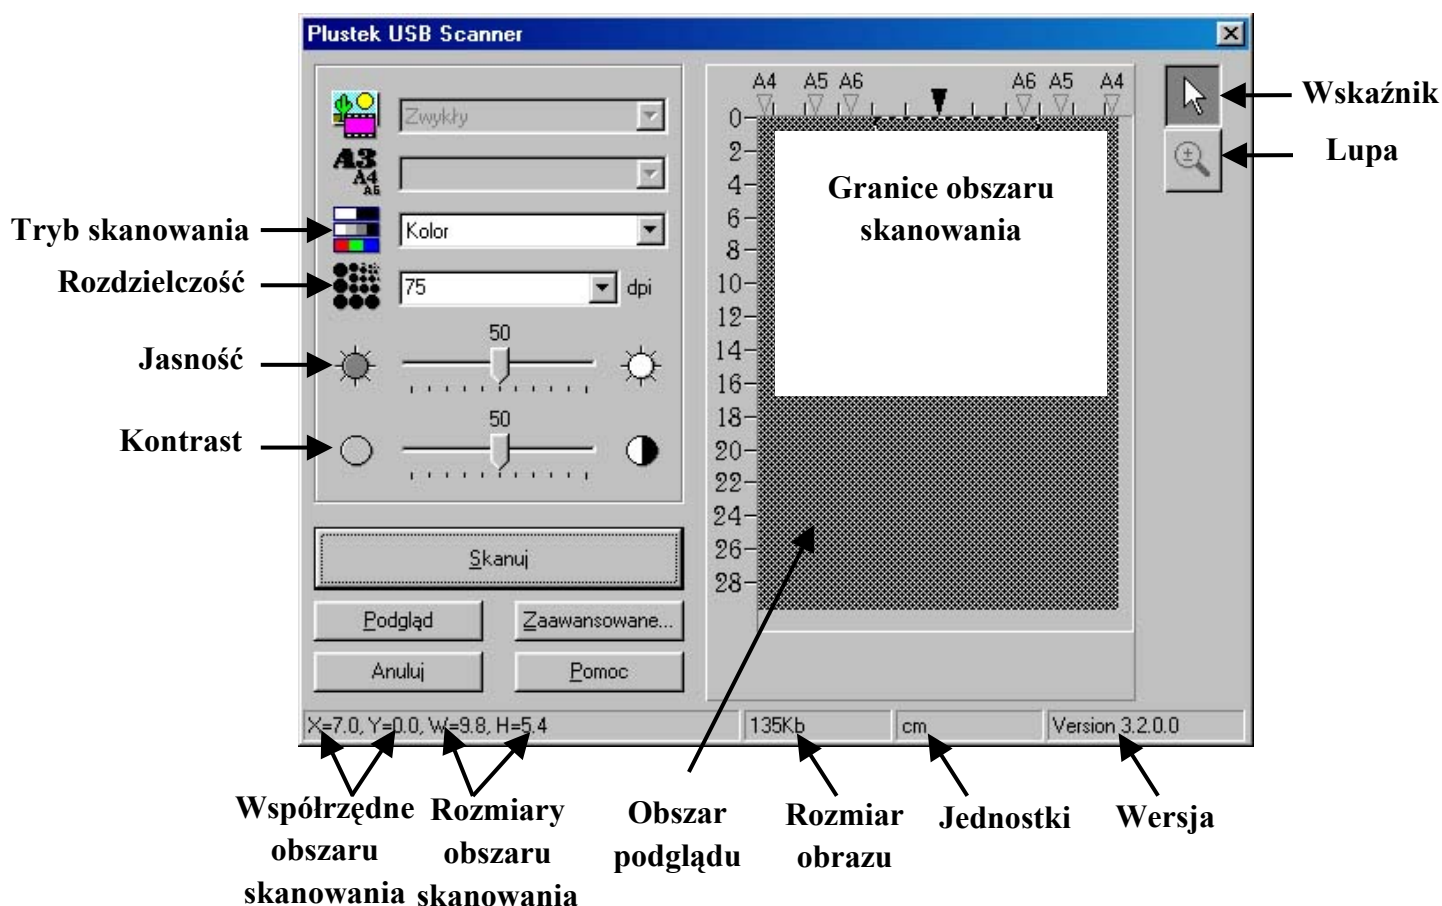 Plustek USB Scanner
Zwykły
A3
A4
A5
Tryb skanowania
Kolor
Rozdzielczość
75
dpi
Jasność
50
Kontrast
50
Skanuj
Podgląd
Zaawansowane...
Anuluj
Pomoc
A4 A5 A6 A6 A5 A4
0
2
4
6
8
10
12
14
16
18
20
22
24
26
28
Granice obszaru
skanowania
Wskaźnik
Lupa
X=7.0, Y=0.0, W=9.8, H=5.4
135Kb
cm
Version 3.2.0.0
Współrzędne
obszaru
skanowania
Rozmiary
obszaru
skanowania
Obszar
podglądu
Rozmiar
obrazu
Jednostki
Wersja